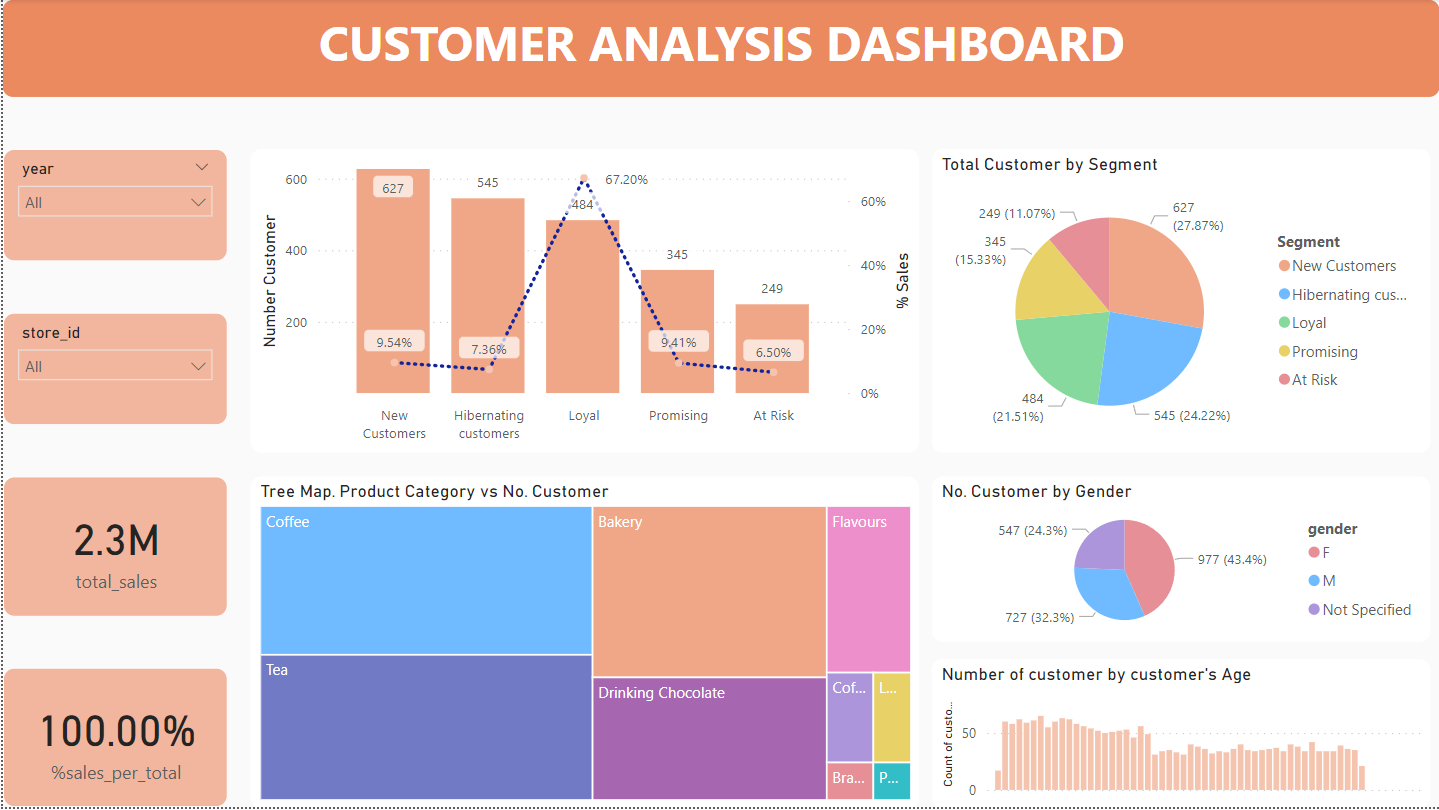 CUSTOMER ANALYSIS DASHBOARD
year
All
store_id
All
2.3M
total_sales
100.00%
%sales_per_total
Number Customer
600
400
200
627
545
484
345
249
9.54%
7.36%
67.20%
9.41%
6.50%
60%
40%
20%
0%
% Sales
New
Customers
Hibernating
customers
Loyal
Promising
At Risk
Total Customer by Segment
249 (11.07%)
627
(27.87%)
345
(15.33%)
484
(21.51%)
545 (24.22%)
Segment
New Customers
Hibernating cus...
Loyal
Promising
At Risk
Tree Map. Product Category vs No. Customer
Coffee
Bakery
Flavours
Tea
Drinking Chocolate
Cof...
L...
Bra...
P...
No. Customer by Gender
547 (24.3%)
977 (43.4%)
727 (32.3%)
gender
F
M
Not Specified
Number of customer by customer's Age
Count of custo...
50
0